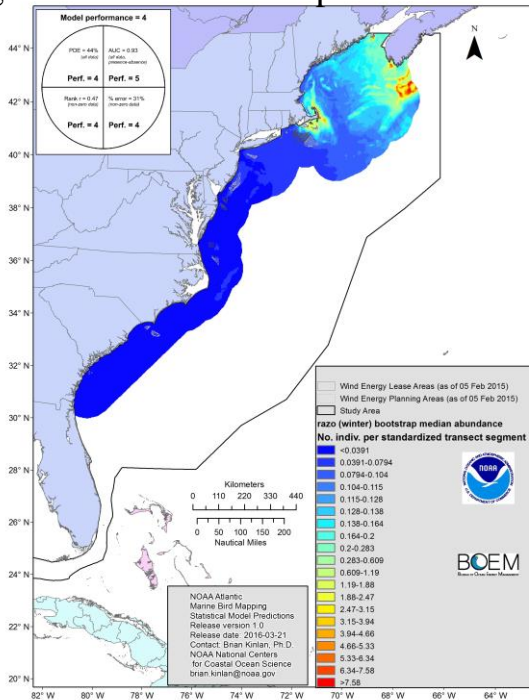 Model performance = 4
PDE = 44%
(all data)
AUC = 0.93
(all data,
presence-absence)
Perf. = 4 Perf. = 5
Rank r = 0.47
(non-zero data)
% error = 31%
(non-zero data)
Perf. = 4 Perf. = 4
N
44° N
42° N
40° N
38° N
36° N
34° N
32° N
30° N
28° N
26° N
24° N
22° N
20° N
82° W 80° W 78° W 76° W 74° W 72° W 70° W 68° W 66° W 64° W
Kilometers
0 110 220 330 440
0 50 100 150 200
Nautical Miles
NOAA Atlantic
Marine Bird Mapping
Statistical Model Predictions
Release version 1.0
Release date: 2016-03-21
Contact: Brian Kinlan, Ph.D.
NOAA National Centers
for Coastal Ocean Science
brian.kinlan@noaa.gov
Wind Energy Lease Areas (as of 05 Feb 2015)
Wind Energy Planning Areas (as of 05 Feb 2015)
Study Area
razo (winter) bootstrap median abundance
No. indiv. per standardized transect segment
<0.0391
0.0391-0.0794
0.0794-0.104
0.104-0.115
0.115-0.128
0.128-0.138
0.138-0.164
0.164-0.2
0.2-0.283
0.283-0.609
0.609-1.19
1.19-1.88
1.88-2.47
2.47-3.15
3.15-3.94
3.94-4.66
4.66-5.33
5.33-6.34
6.34-7.58
>7.58
NOAA
BOEM
Bureau of Ocean Energy Management